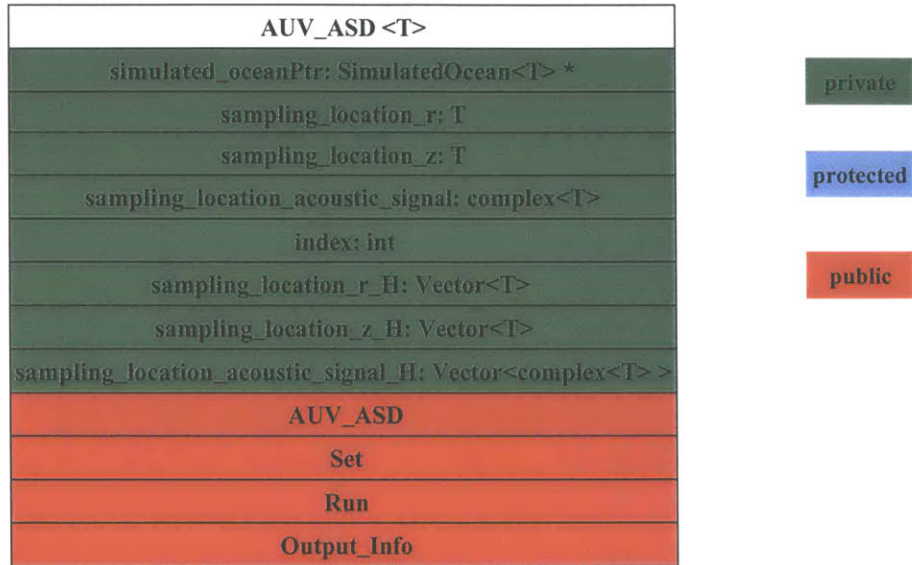 AUV_ASD <T>
simulated_oceanPtr: SimulatedOcean<T> *
sampling_location_r: T
sampling_location_z: T
sampling_location_acoustic_signal: complex<T>
index: int
sampling_location_r_H: Vector<T>
sampling_location_z_H: Vector<T>
sampling_location_acoustic_signal_H: Vector<complex<T> >
AUV_ASD
Set
Run
Output_Info
private
protected
public